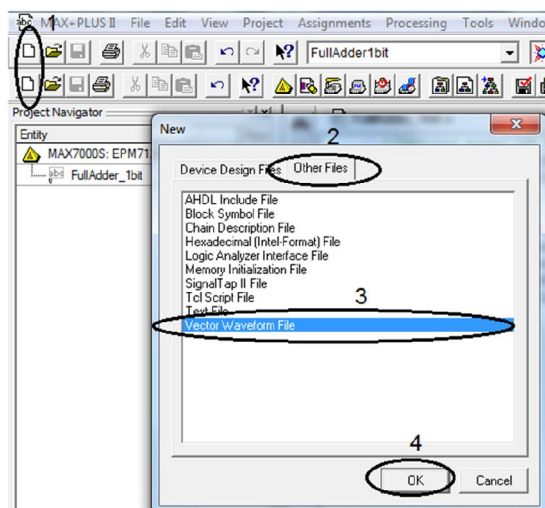 1
MAX+PLUS II File Edit View Project Assignments Processing Tools Windo
FullAdder1bit
Project Navigator
Entity
MAX7000S: EPM71
FullAdder_1bit
New
2
Device Design Files Other Files
AHDL Include File
Block Symbol File
Chain Description File
Hexadecimal (Intel-Format) File
Logic Analyzer Interface File
Memory Initialization File
SignalTap II File
Tcl Script File
3
Text File
Vector Waveform File
4
OK Cancel